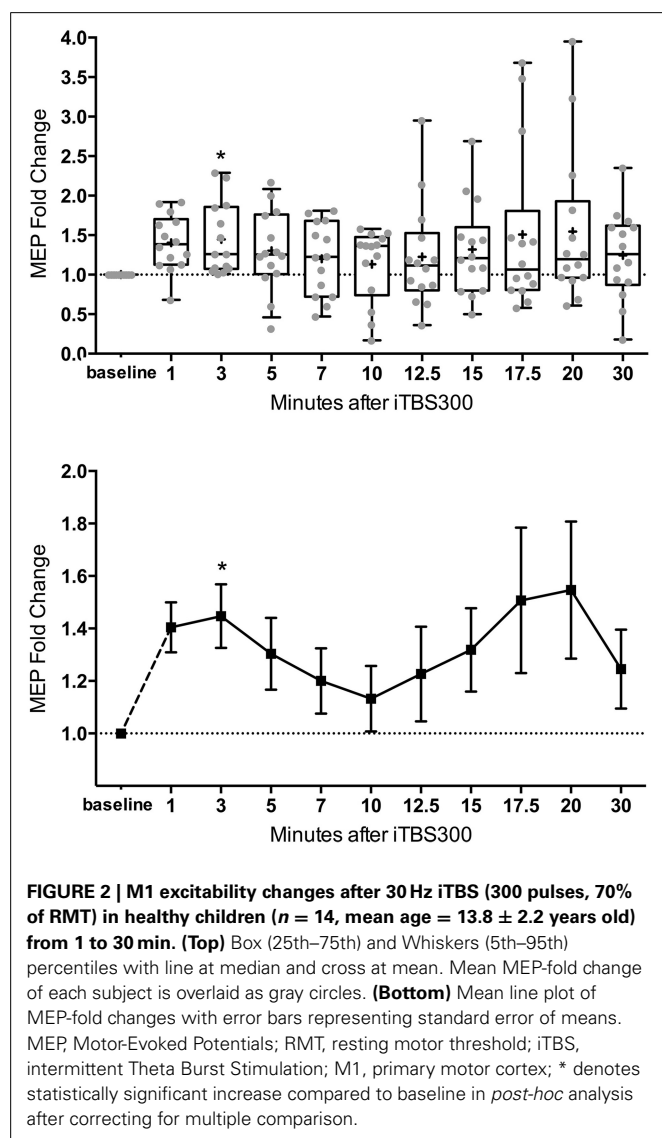 4.0
3.5
3.0
2.5
2.0
1.5
1.0
0.5
0.0
MEP Fold Change
*
baseline 1 3 5 7 10 12.5 15 17.5 20 30
Minutes after iTBS300
2.0
1.8
1.6
1.4
1.2
1.0
MEP Fold Change
*
baseline 1 3 5 7 10 12.5 15 17.5 20 30
Minutes after iTBS300
FIGURE 2 | M1 excitability changes after 30 Hz iTBS (300 pulses, 70%
of RMT) in healthy children (n = 14, mean age = 13.8 ± 2.2 years old)
from 1 to 30 min. (Top) Box (25th–75th) and Whiskers (5th–95th)
percentiles with line at median and cross at mean. Mean MEP-fold change
of each subject is overlaid as gray circles. (Bottom) Mean line plot of
MEP-fold changes with error bars representing standard error of means.
MEP, Motor-Evoked Potentials; RMT, resting motor threshold; iTBS,
intermittent Theta Burst Stimulation; M1, primary motor cortex; * denotes
statistically significant increase compared to baseline in post-hoc analysis
after correcting for multiple comparison.